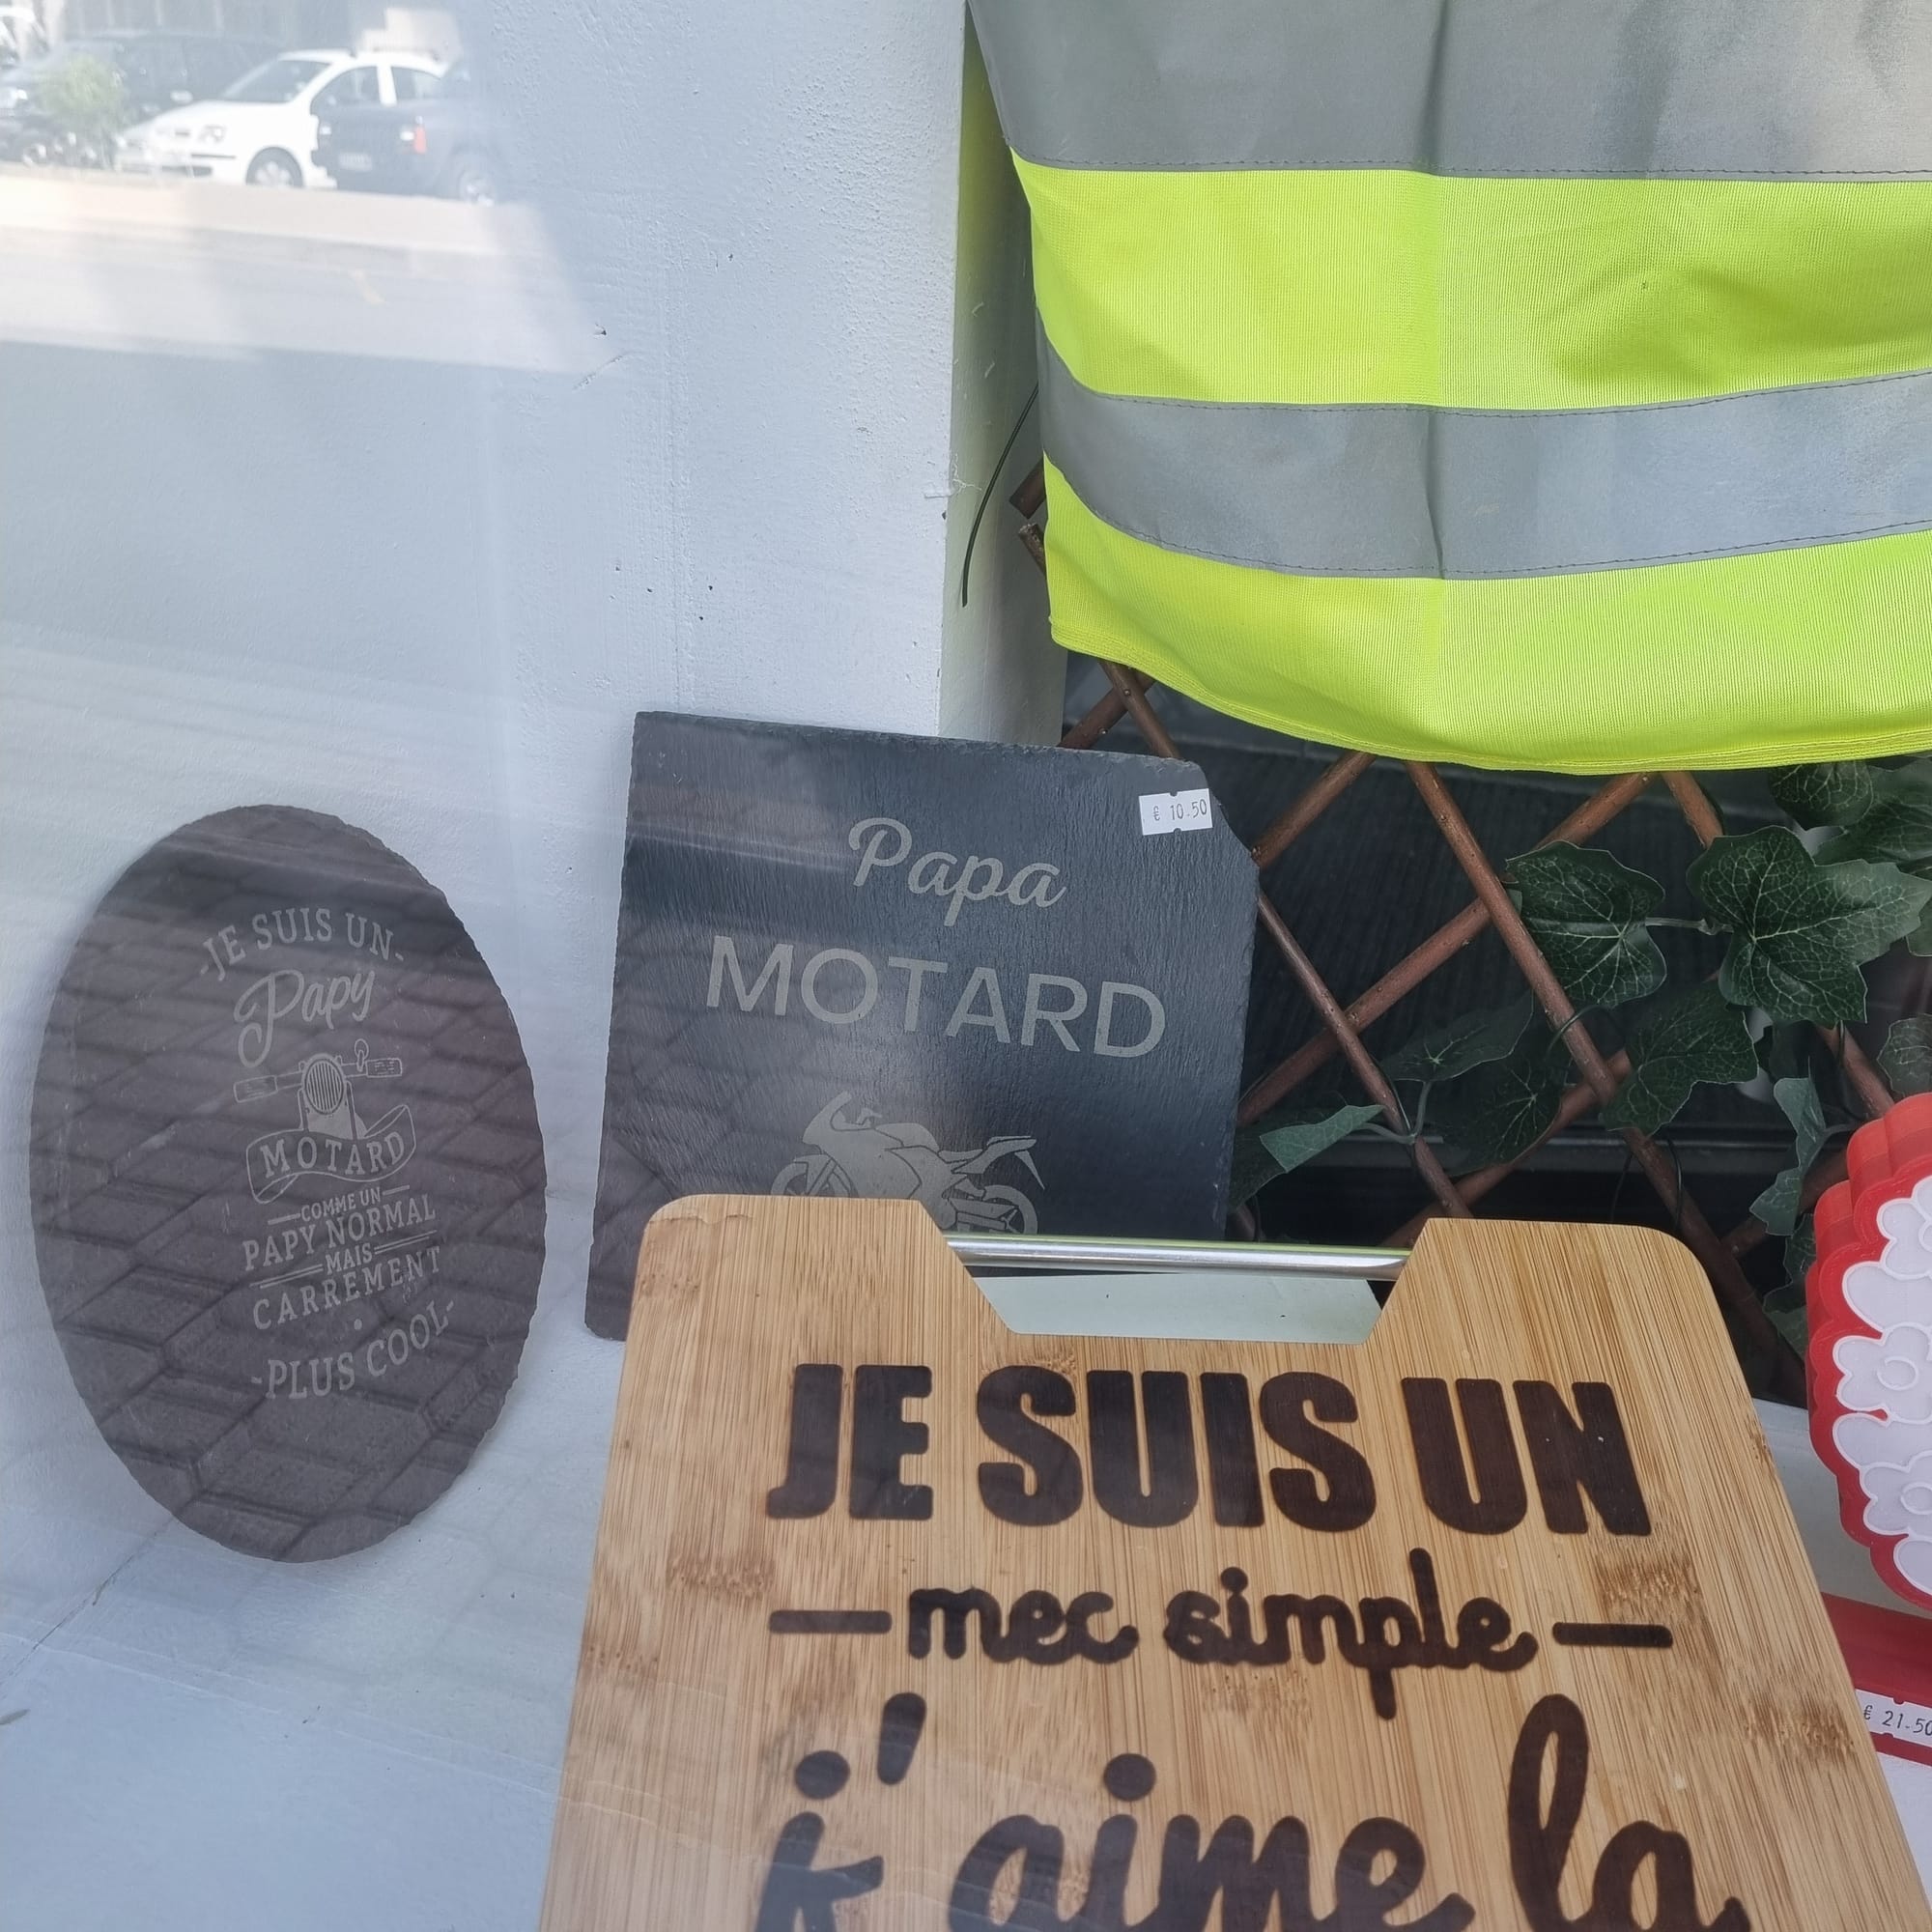 -JE SUIS UN-
Papy
MOTARD
COMME UN
PAPY NORMAL
MAIS
CARREMENT
-PLUS COOL-
€ 10.50
Papa
MOTARD
JE SUIS UN
mec simple
j'aime la
€ 21.50